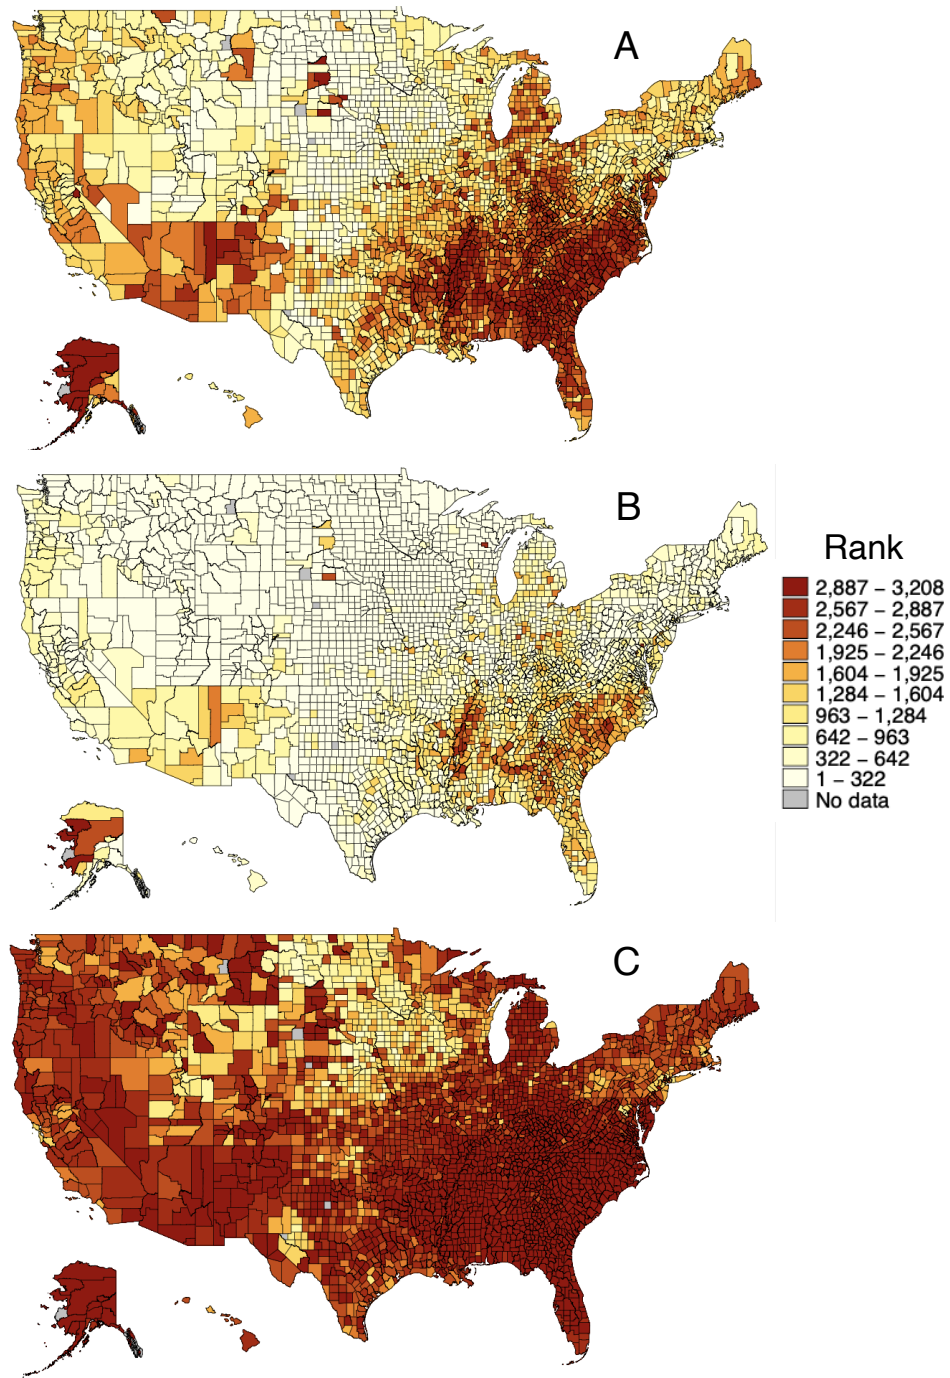 A
B
Rank
2,887 – 3,208
2,567 – 2,887
2,246 – 2,567
1,925 – 2,246
1,604 – 1,925
1,284 – 1,604
963 – 1,284
642 – 963
322 – 642
1 – 322
No data
C